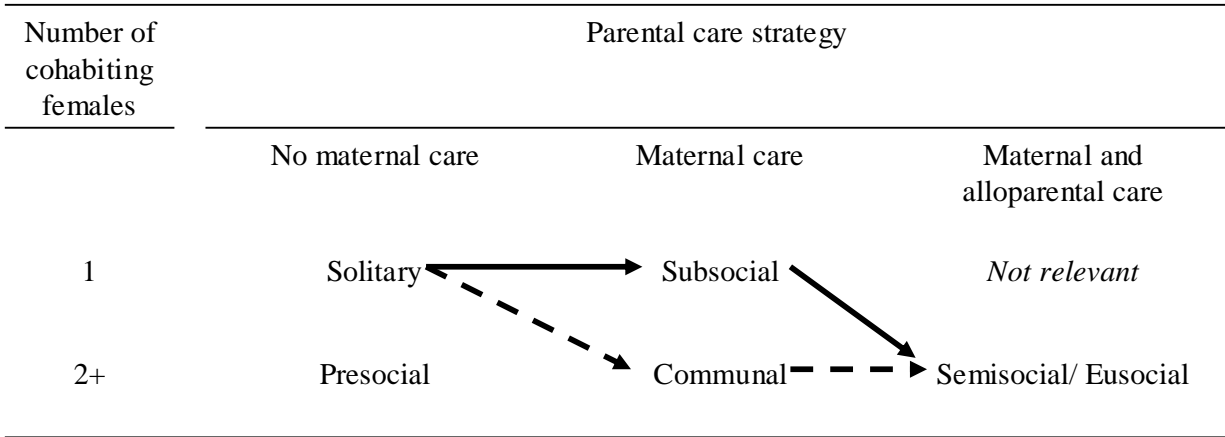 Number of
cohabiting
females
Parental care strategy
No maternal care
Maternal care
Maternal and
alloparental care
1
Solitary
Subsocial
Not relevant
2+
Presocial
Communal
Semisocial/ Eusocial